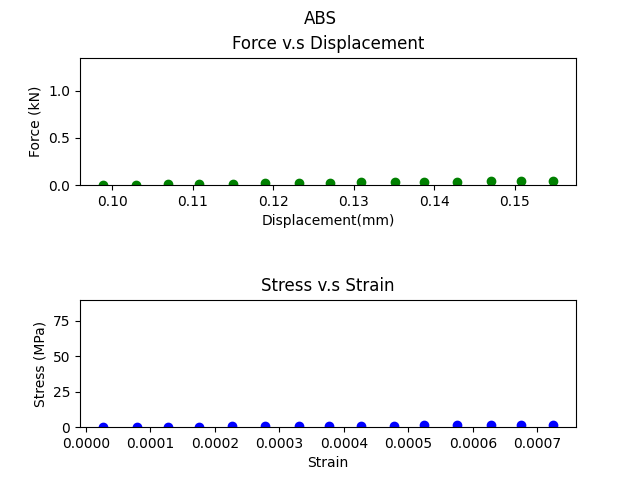 ABS
Force v.s Displacement
Force (kN)
1.0
0.5
0.0
0.10 0.11 0.12 0.13 0.14 0.15
Displacement(mm)
Stress v.s Strain
Stress (MPa)
75
50
25
0
0.0000 0.0001 0.0002 0.0003 0.0004 0.0005 0.0006 0.0007
Strain